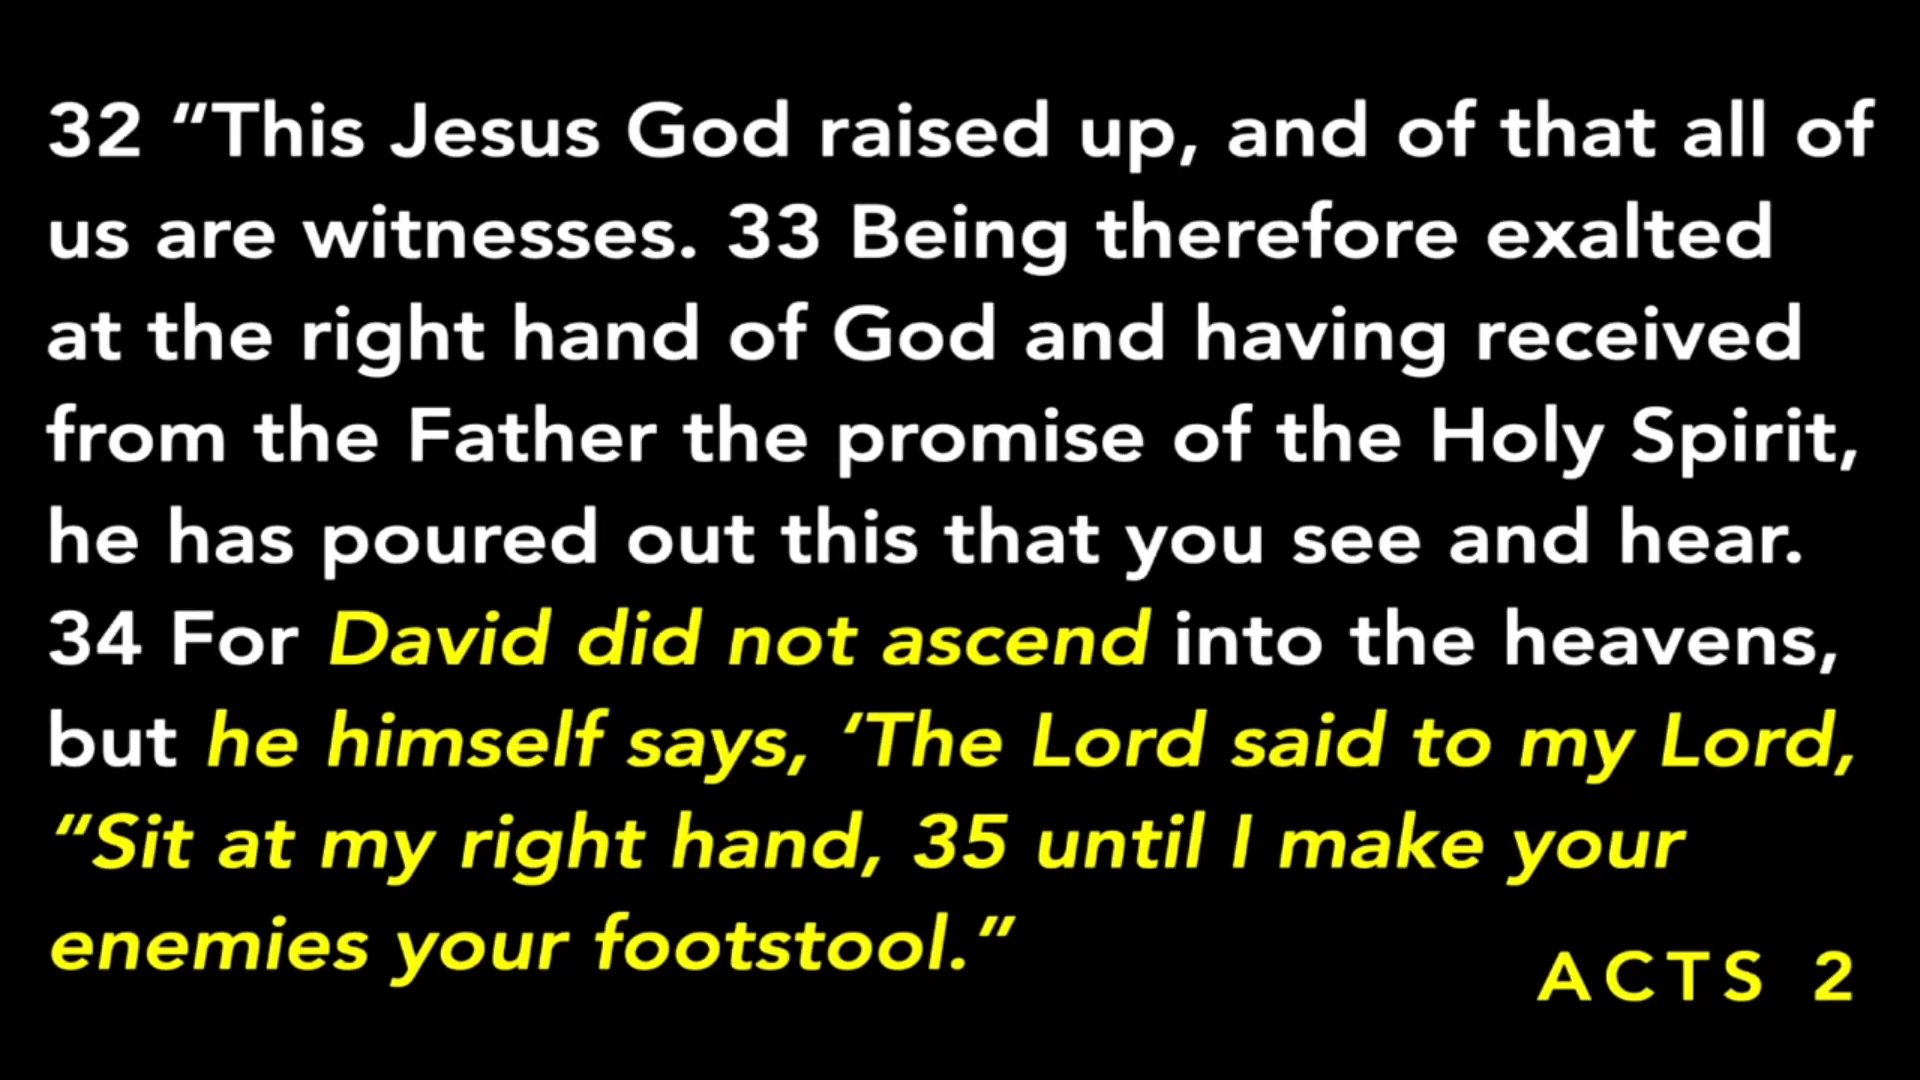 32 “This Jesus God raised up, and of that all of
us are witnesses. 33 Being therefore exalted
at the right hand of God and having received
from the Father the promise of the Holy Spirit,
he has poured out this that you see and hear.
34 For David did not ascend into the heavens,
but he himself says, ‘The Lord said to my Lord,
“Sit at my right hand, 35 until I make your
enemies your footstool.”
ACTS 2